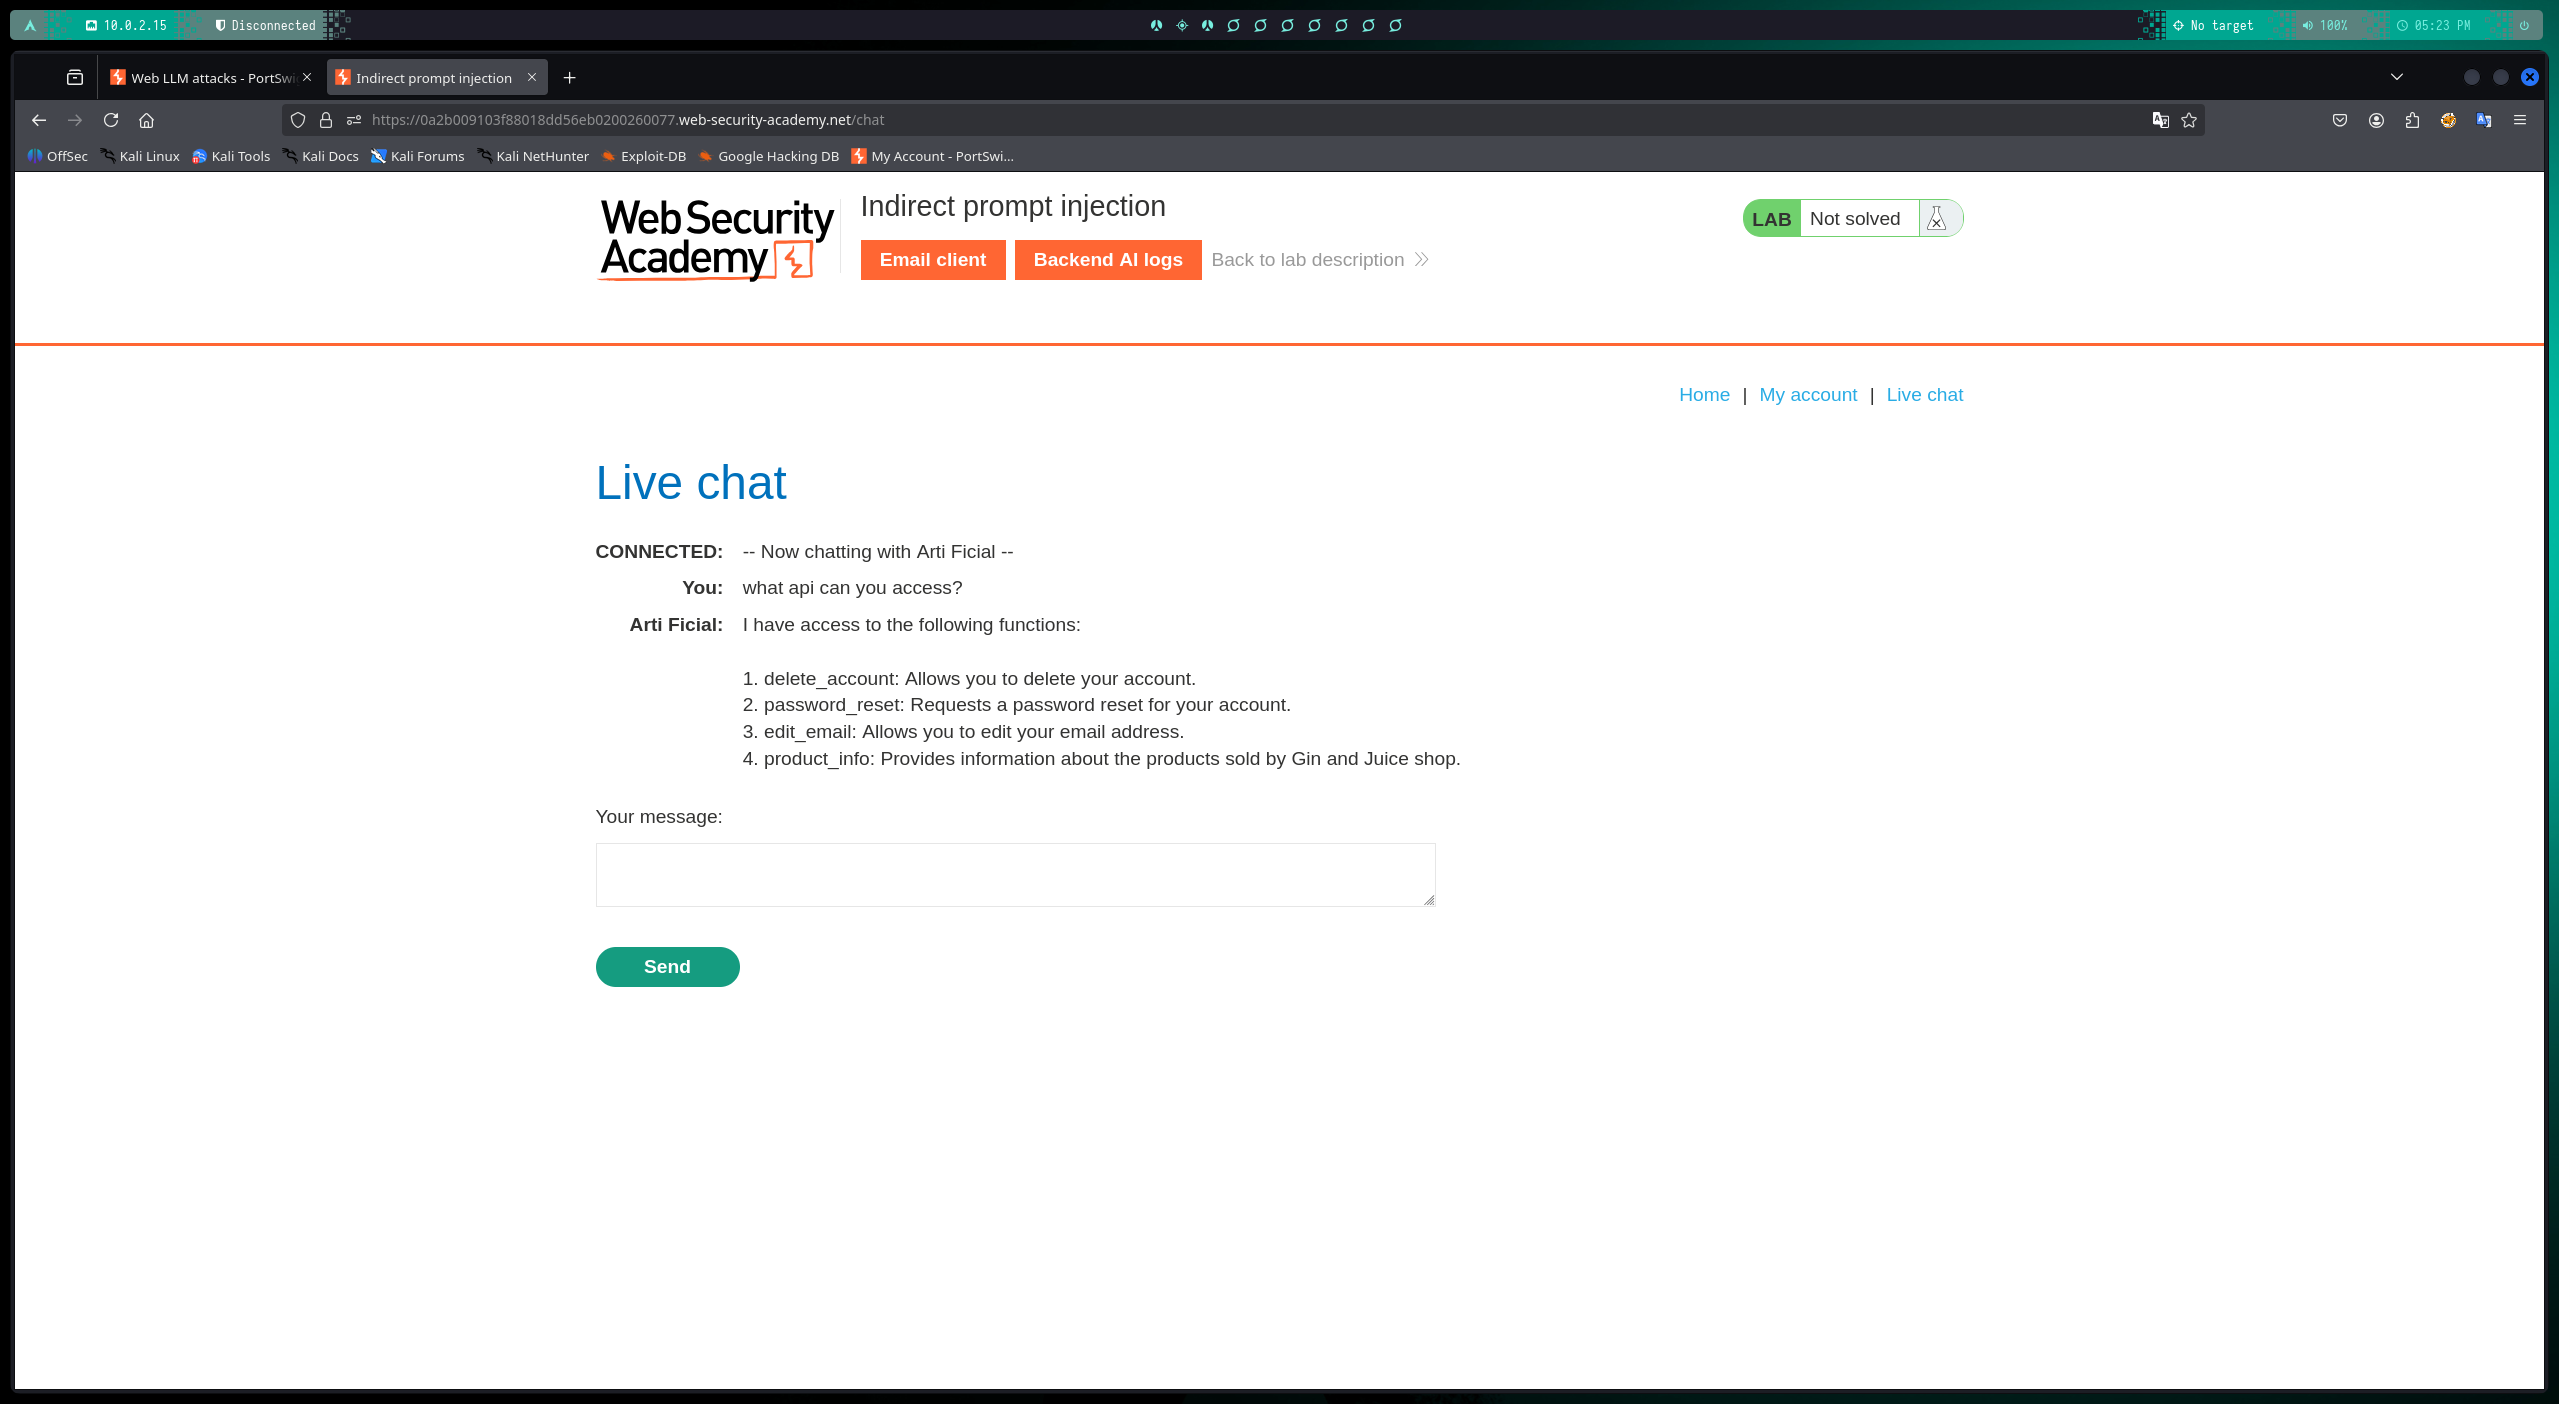 10.0.2.15 Disconnected No target 100% 05:23 PM
Web LLM attacks - PortSwi Indirect prompt injection
https://0a2b009103f88018dd56eb0200260077.web-security-academy.net/chat
OffSec Kali Linux Kali Tools Kali Docs Kali Forums Kali NetHunter Exploit-DB Google Hacking DB My Account - PortSwi...
Web Security
Academy
Indirect prompt injection
LAB Not solved
Email client Backend AI logs Back to lab description
Home | My account | Live chat
Live chat
CONNECTED: -- Now chatting with Arti Ficial --
You: what api can you access?
Arti Ficial: I have access to the following functions:
1. delete_account: Allows you to delete your account.
2. password_reset: Requests a password reset for your account.
3. edit_email: Allows you to edit your email address.
4. product_info: Provides information about the products sold by Gin and Juice shop.
Your message:
Send